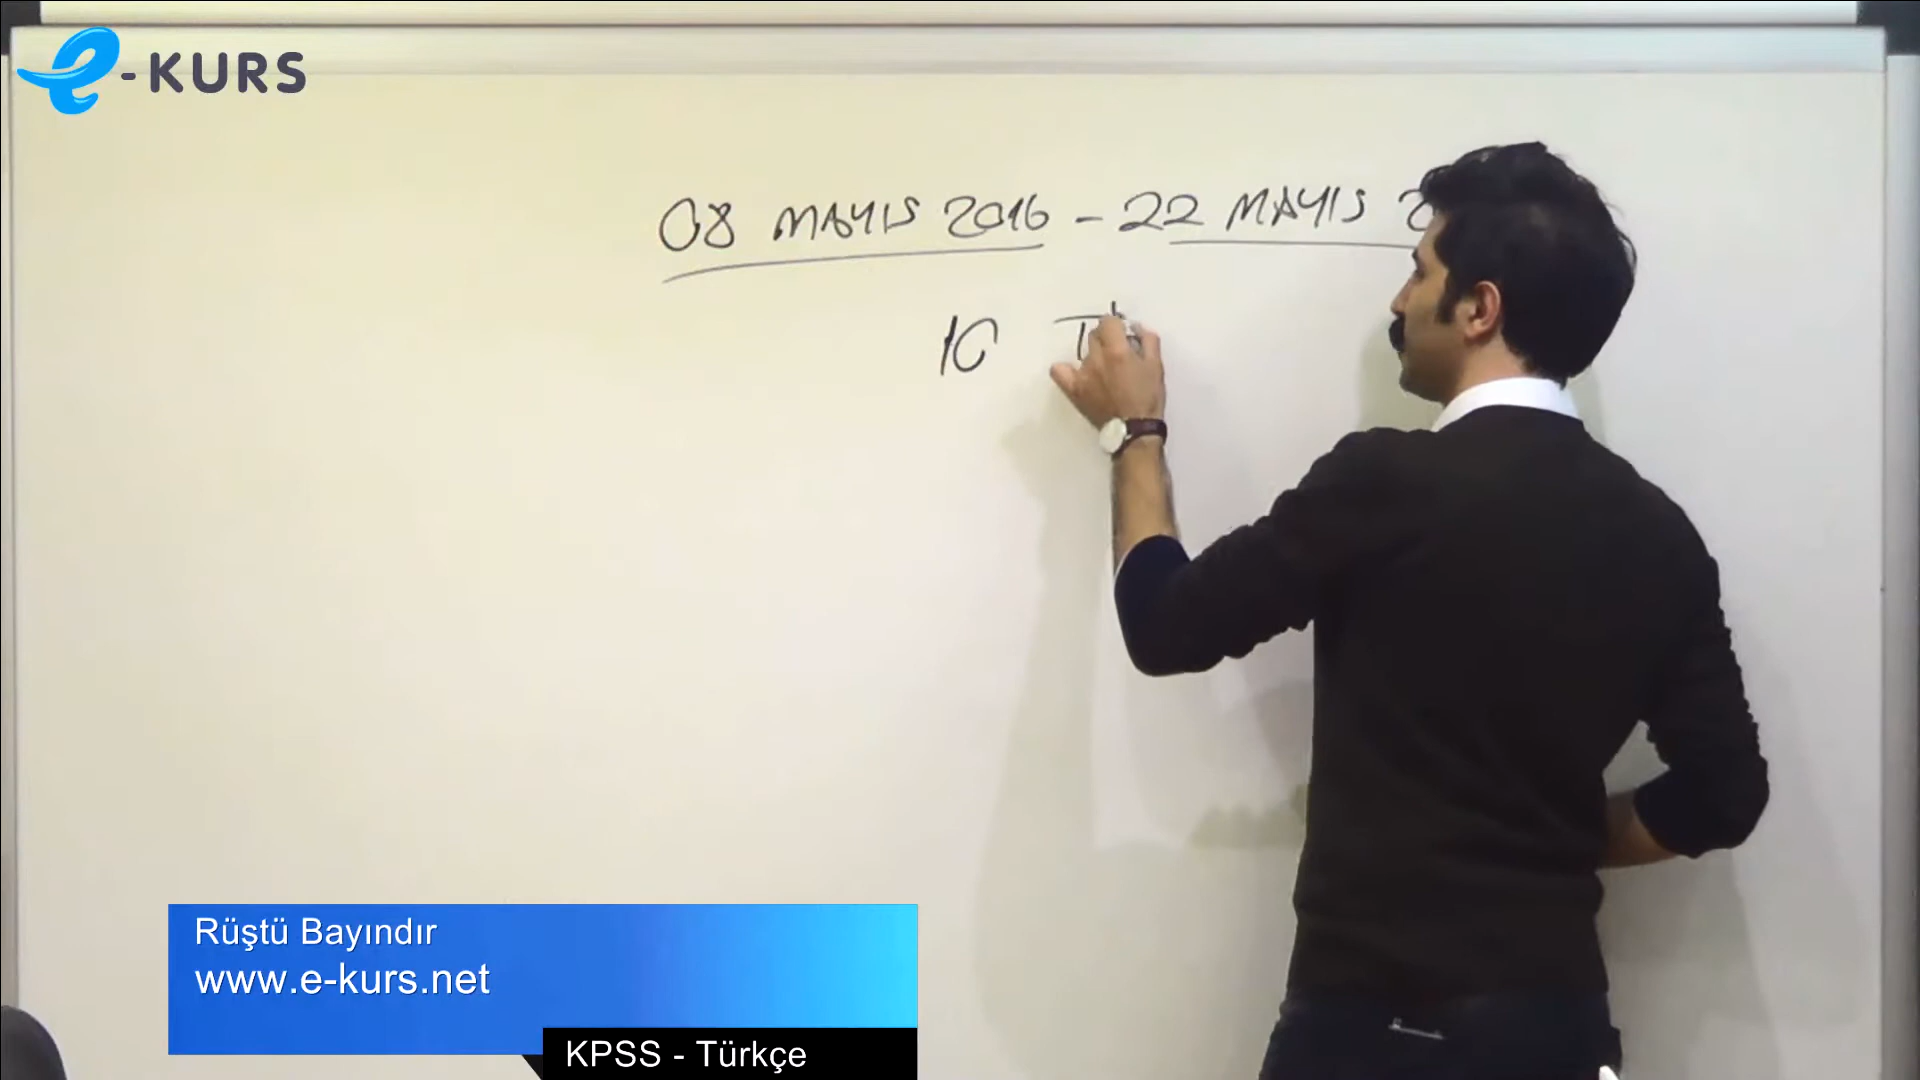 e-KURS
08 MAYIS 2016 - 22 MAYIS
10
Rüştü Bayındır
www.e-kurs.net
KPSS - Türkçe